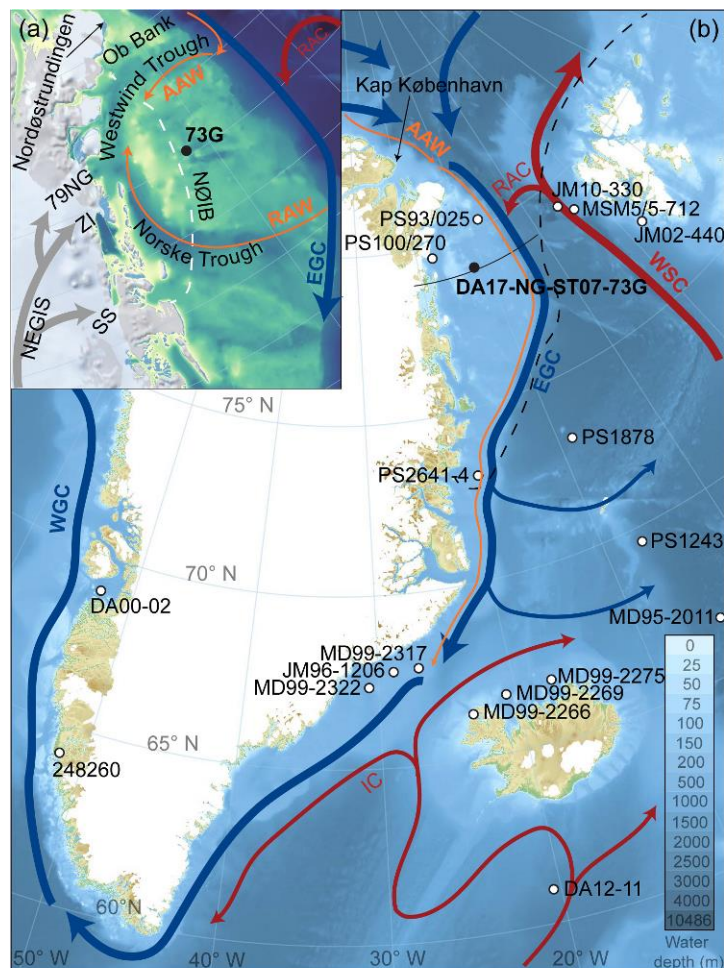 (a)
Nordøstrundingen
Ob Bank
Westwind Trough
AAW
RAC
73G
79NG
NØIB
RAW
ZI
Norske Trough
EGC
NEGIS
SS
(b)
Kap København
AAW
RAC
JM10-330
MSM5/5-712
JM02-440
PS93/025
PS100/270
WSC
DA17-NG-ST07-73G
EGC
75° N
PS1878
PS2641-4
WGC
PS1243
70° N
DA00-02
MD95-2011
MD99-2317
JM96-1206
MD99-2322
MD99-2275
MD99-2269
MD99-2266
65° N
248260
IC
DA12-11
60°N
50° W
40° W
30° W
20° W
0
25
50
75
100
150
200
500
1000
1500
2000
2500
3000
4000
10486
Water
depth (m)